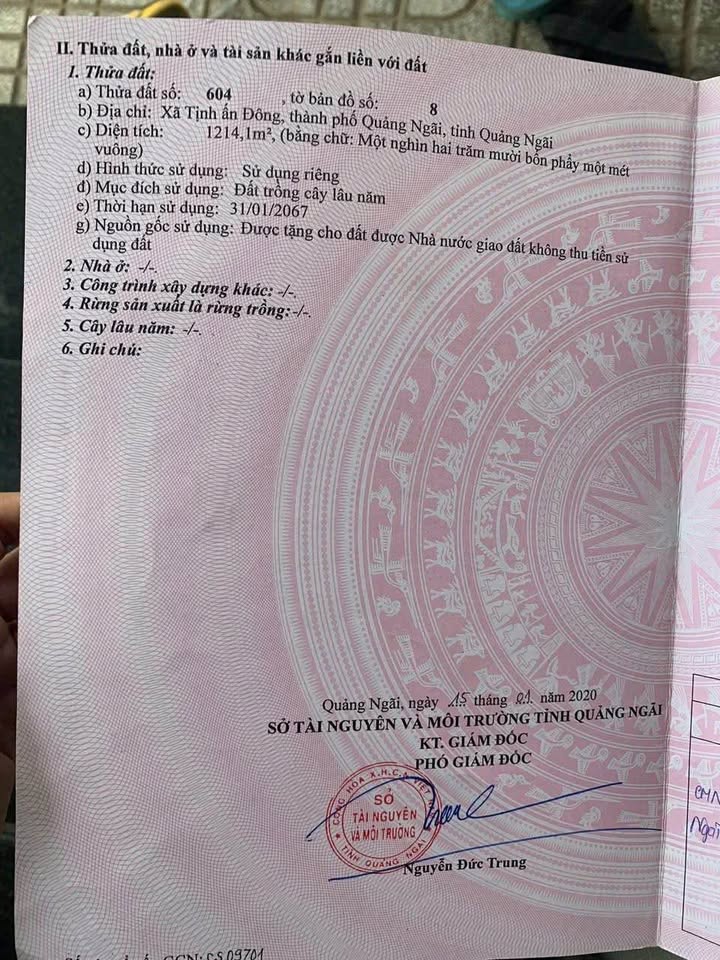 II. Thửa đất, nhà ở và tài sản khác gắn liền với đất
1. Thửa đất:
a) Thửa đất số: 604 , tờ bản đồ số: 8
b) Địa chỉ: Xã Tịnh ấn Đông, thành phố Quảng Ngãi, tỉnh Quảng Ngãi
c) Diện tích: 1214,1m², (bằng chữ: Một nghìn hai trăm mười bốn phẩy một mét
vuông)
d) Hình thức sử dụng: Sử dụng riêng
đ) Mục đích sử dụng: Đất trồng cây lâu năm
e) Thời hạn sử dụng: 31/01/2067
g) Nguồn gốc sử dụng: Được tặng cho đất được Nhà nước giao đất không thu tiền sử
dụng đất
2. Nhà ở: -/-.
3. Công trình xây dựng khác: -/-.
4. Rừng sản xuất là rừng trồng: -/-.
5. Cây lâu năm: -/-.
6. Ghi chú:
Quảng Ngãi, ngày 15 tháng 01 năm 2020
SỞ TÀI NGUYÊN VÀ MÔI TRƯỜNG TỈNH QUẢNG NGÃI
KT. GIÁM ĐỐC
PHÓ GIÁM ĐỐC
CỘNG HÒA X.H.C.N VIỆT NAM
SỞ
TÀI NGUYÊN
VÀ MÔI TRƯỜNG
TỈNH QUẢNG NGÃI
Nguyễn Đức Trung
CMN
Ngãi
GCN: CS09701